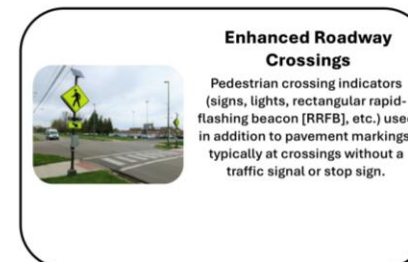 Enhanced Roadway
Crossings
Pedestrian crossing indicators
(signs, lights, rectangular rapid-
flashing beacon [RRFB], etc.) used
in addition to pavement markings,
typically at crossings without a
traffic signal or stop sign.